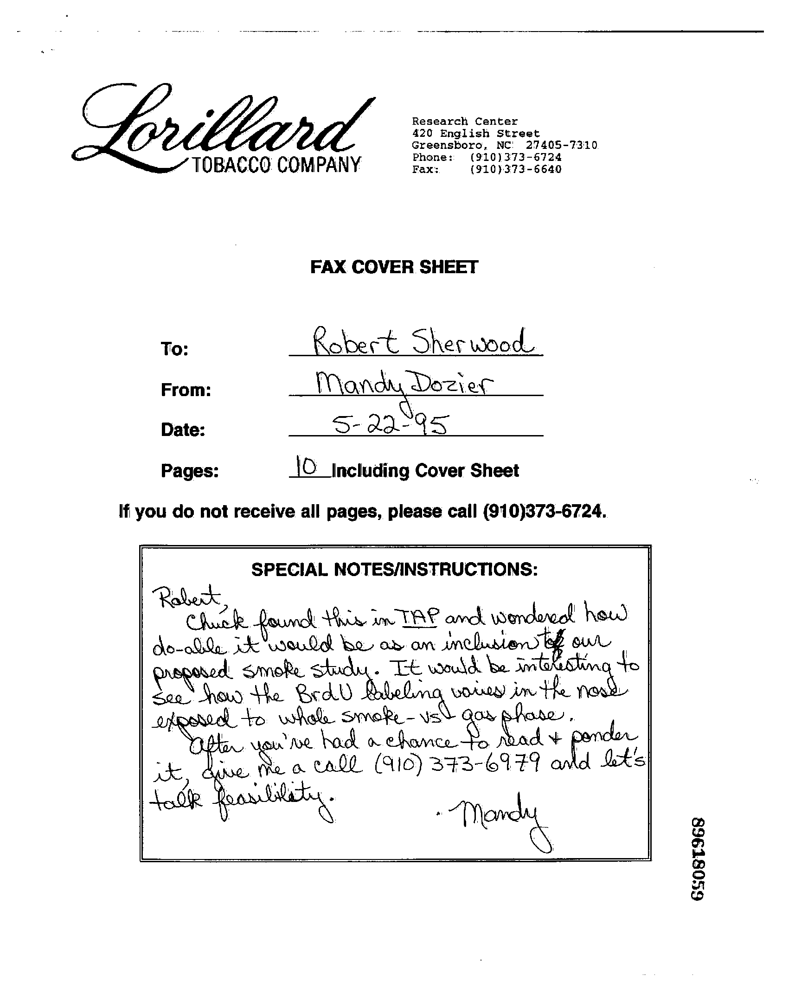 Lorillard
TOBACCO COMPANY
Research Center
420 English Street
Greensboro, NC 27405-7310
Phone: (910)373-6724
Fax: (910)373-6640
FAX COVER SHEET
To: Robert Sherwood
From: Mandy Dozier
Date: 5-22-95
Pages: 10 Including Cover Sheet
If you do not receive all pages, please call (910)373-6724.
SPECIAL NOTES/INSTRUCTIONS:
Robert,
Chuck found this in TAP and wondered how
do-able it would be as an inclusion to our
proposed smoke study. It would be interesting to
see how the BrdU labeling varies in the nose
exposed to whole smoke -vs- gas phase.
After you've had a chance to read + ponder
it, give me a call (910) 373-6979 and let's
talk feasibility.
Mandy
89618059